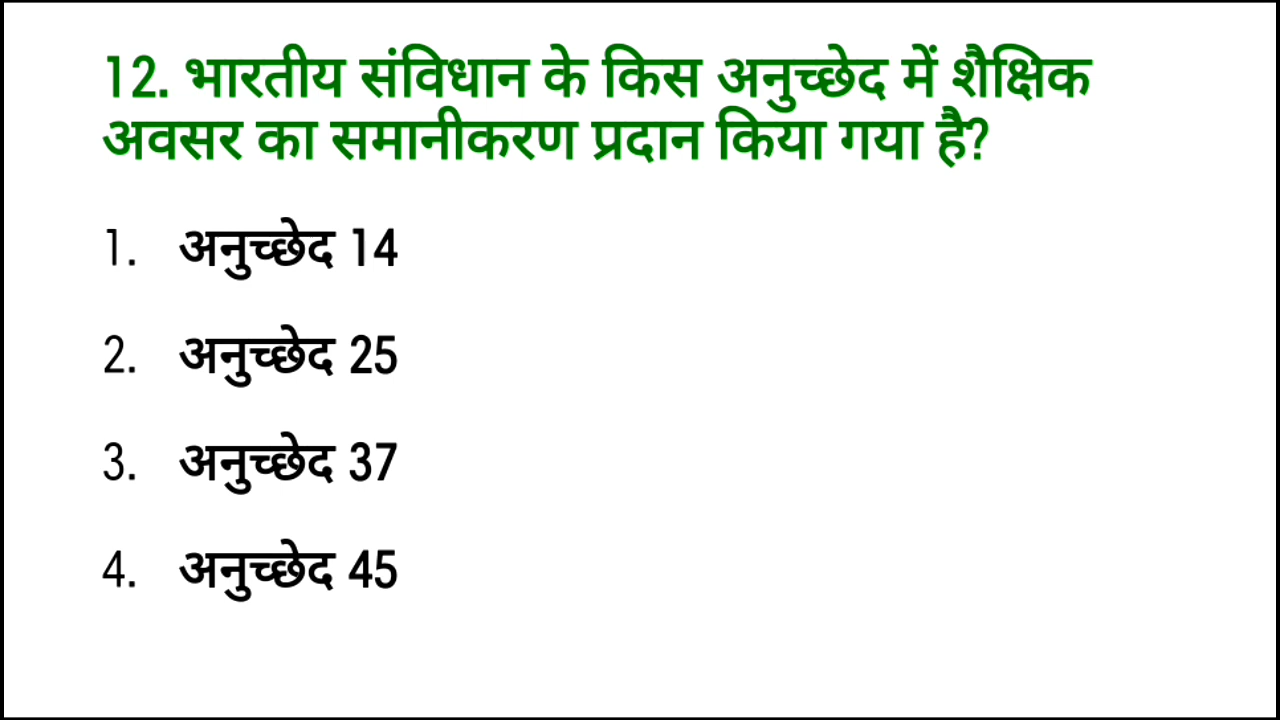 12. भारतीय संविधान के किस अनुच्छेद में शैक्षिक
अवसर का समानीकरण प्रदान किया गया है?
1. अनुच्छेद 14
2. अनुच्छेद 25
3. अनुच्छेद 37
4. अनुच्छेद 45